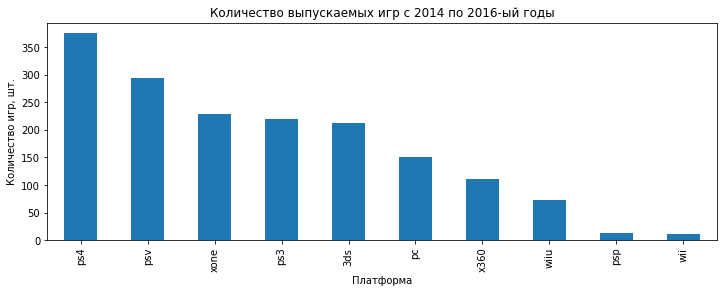 Количество выпускаемых игр с 2014 по 2016-ый годы
Количество игр, шт.
350
300
250
200
150
100
50
0
ps4
psv
xone
ps3
3ds
pc
x360
wiiu
psp
wii
Платформа